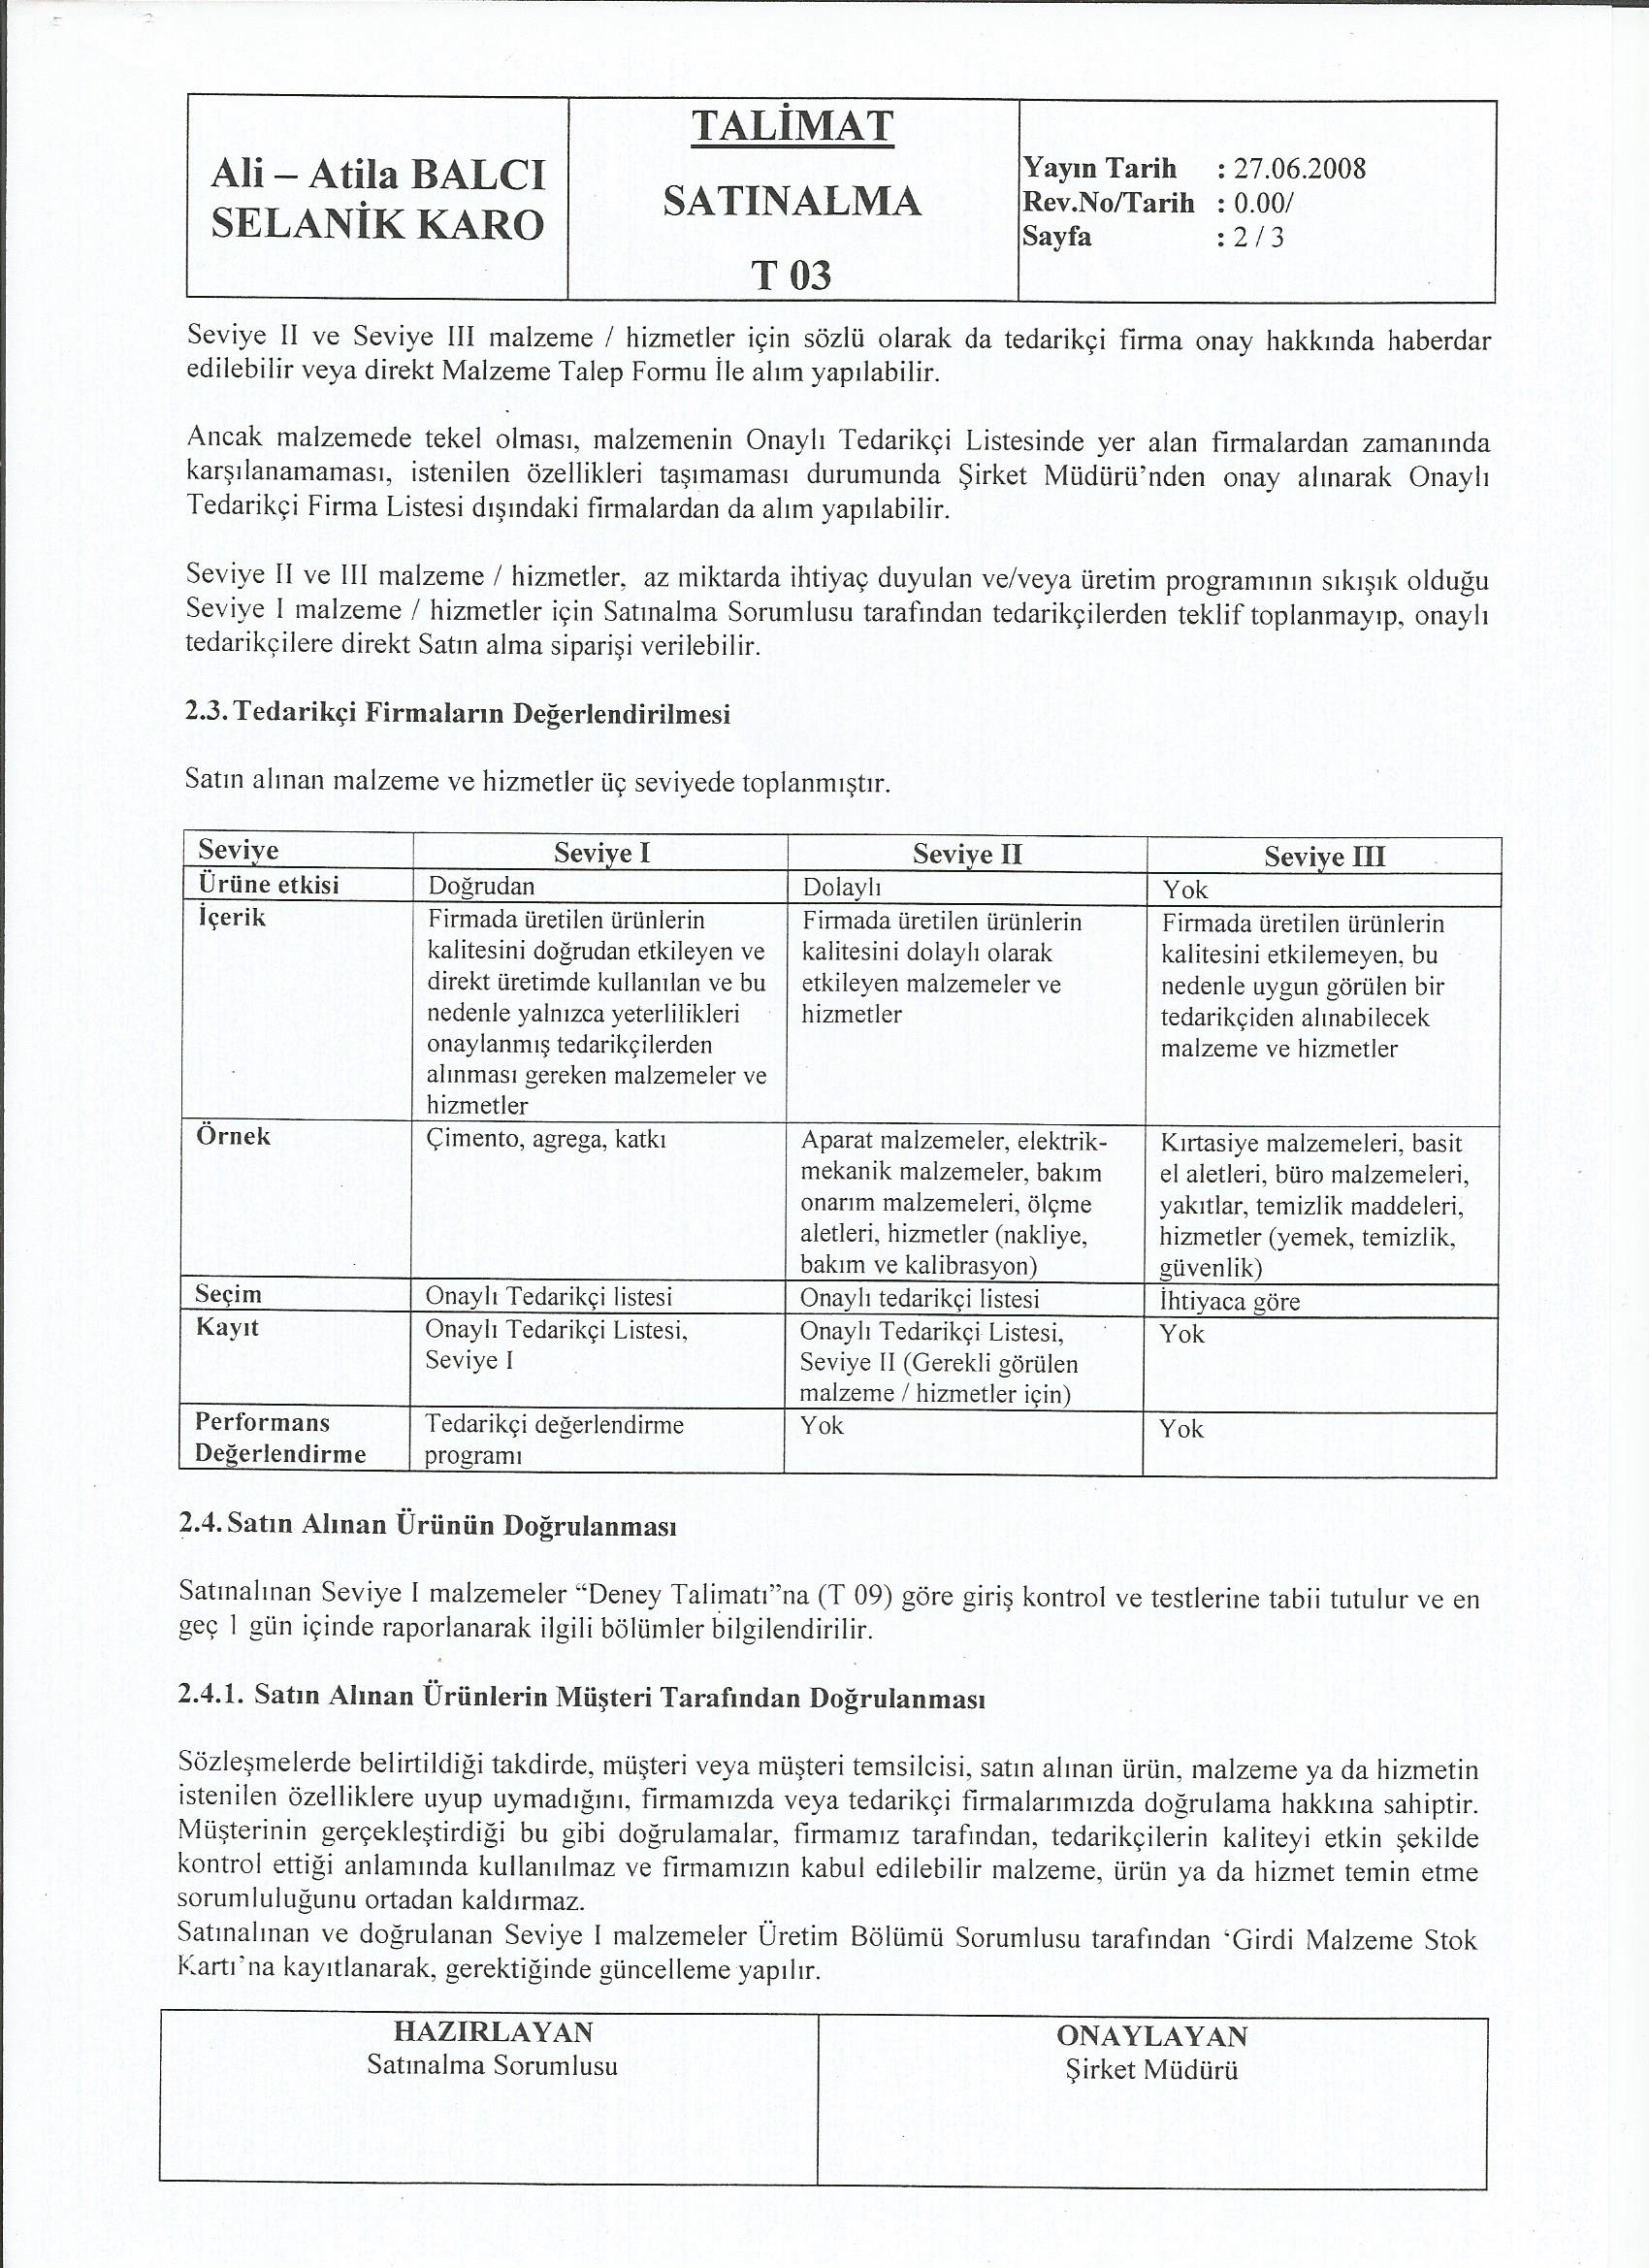 Ali – Atila BALCI
SELANİK KARO
TALİMAT
SATINALMA
T 03
Yayın Tarih : 27.06.2008
Rev.No/Tarih : 0.00/
Sayfa : 2 / 3
Seviye II ve Seviye III malzeme / hizmetler için sözlü olarak da tedarikçi firma onay hakkında haberdar
edilebilir veya direkt Malzeme Talep Formu İle alım yapılabilir.
Ancak malzemede tekel olması, malzemenin Onaylı Tedarikçi Listesinde yer alan firmalardan zamanında
karşılanamaması, istenilen özellikleri taşımaması durumunda Şirket Müdürü’nden onay alınarak Onaylı
Tedarikçi Firma Listesi dışındaki firmalardan da alım yapılabilir.
Seviye II ve III malzeme / hizmetler, az miktarda ihtiyaç duyulan ve/veya üretim programının sıkışık olduğu
Seviye I malzeme / hizmetler için Satınalma Sorumlusu tarafından tedarikçilerden teklif toplanmayıp, onaylı
tedarikçilere direkt Satın alma siparişi verilebilir.
2.3. Tedarikçi Firmaların Değerlendirilmesi
Satın alınan malzeme ve hizmetler üç seviyede toplanmıştır.
Seviye Seviye I Seviye II Seviye III
Ürüne etkisi Doğrudan Dolaylı Yok
İçerik
Firmada üretilen ürünlerin
kalitesini doğrudan etkileyen ve
direkt üretimde kullanılan ve bu
nedenle yalnızca yeterlilikleri
onaylanmış tedarikçilerden
alınması gereken malzemeler ve
hizmetler
Firmada üretilen ürünlerin
kalitesini dolaylı olarak
etkileyen malzemeler ve
hizmetler
Firmada üretilen ürünlerin
kalitesini etkilemeyen, bu
nedenle uygun görülen bir
tedarikçiden alınabilecek
malzeme ve hizmetler
Örnek
Çimento, agrega, katkı
Aparat malzemeler, elektrik-
mekanik malzemeler, bakım
onarım malzemeleri, ölçme
aletleri, hizmetler (nakliye,
bakım ve kalibrasyon)
Kırtasiye malzemeleri, basit
el aletleri, büro malzemeleri,
yakıtlar, temizlik maddeleri,
hizmetler (yemek, temizlik,
güvenlik)
Seçim Onaylı Tedarikçi listesi Onaylı tedarikçi listesi İhtiyaca göre
Kayıt
Onaylı Tedarikçi Listesi,
Seviye I
Onaylı Tedarikçi Listesi,
Seviye II (Gerekli görülen
malzeme / hizmetler için)
Yok
Performans
Değerlendirme
Tedarikçi değerlendirme
programı
Yok
Yok
2.4. Satın Alınan Ürünün Doğrulanması
Satınalınan Seviye I malzemeler “Deney Talimatı”na (T 09) göre giriş kontrol ve testlerine tabii tutulur ve en
geç 1 gün içinde raporlanarak ilgili bölümler bilgilendirilir.
2.4.1. Satın Alınan Ürünlerin Müşteri Tarafından Doğrulanması
Sözleşmelerde belirtildiği takdirde, müşteri veya müşteri temsilcisi, satın alınan ürün, malzeme ya da hizmetin
istenilen özelliklere uyup uymadığını, firmamızda veya tedarikçi firmalarımızda doğrulama hakkına sahiptir.
Müşterinin gerçekleştirdiği bu gibi doğrulamalar, firmamız tarafından, tedarikçilerin kaliteyi etkin şekilde
kontrol ettiği anlamında kullanılmaz ve firmamızın kabul edilebilir malzeme, ürün ya da hizmet temin etme
sorumluluğunu ortadan kaldırmaz.
Satınalınan ve doğrulanan Seviye I malzemeler Üretim Bölümü Sorumlusu tarafından ‘Girdi Malzeme Stok
Kartı’na kayıtlanarak, gerektiğinde güncelleme yapılır.
HAZIRLAYAN
Satınalma Sorumlusu
ONAYLAYAN
Şirket Müdürü